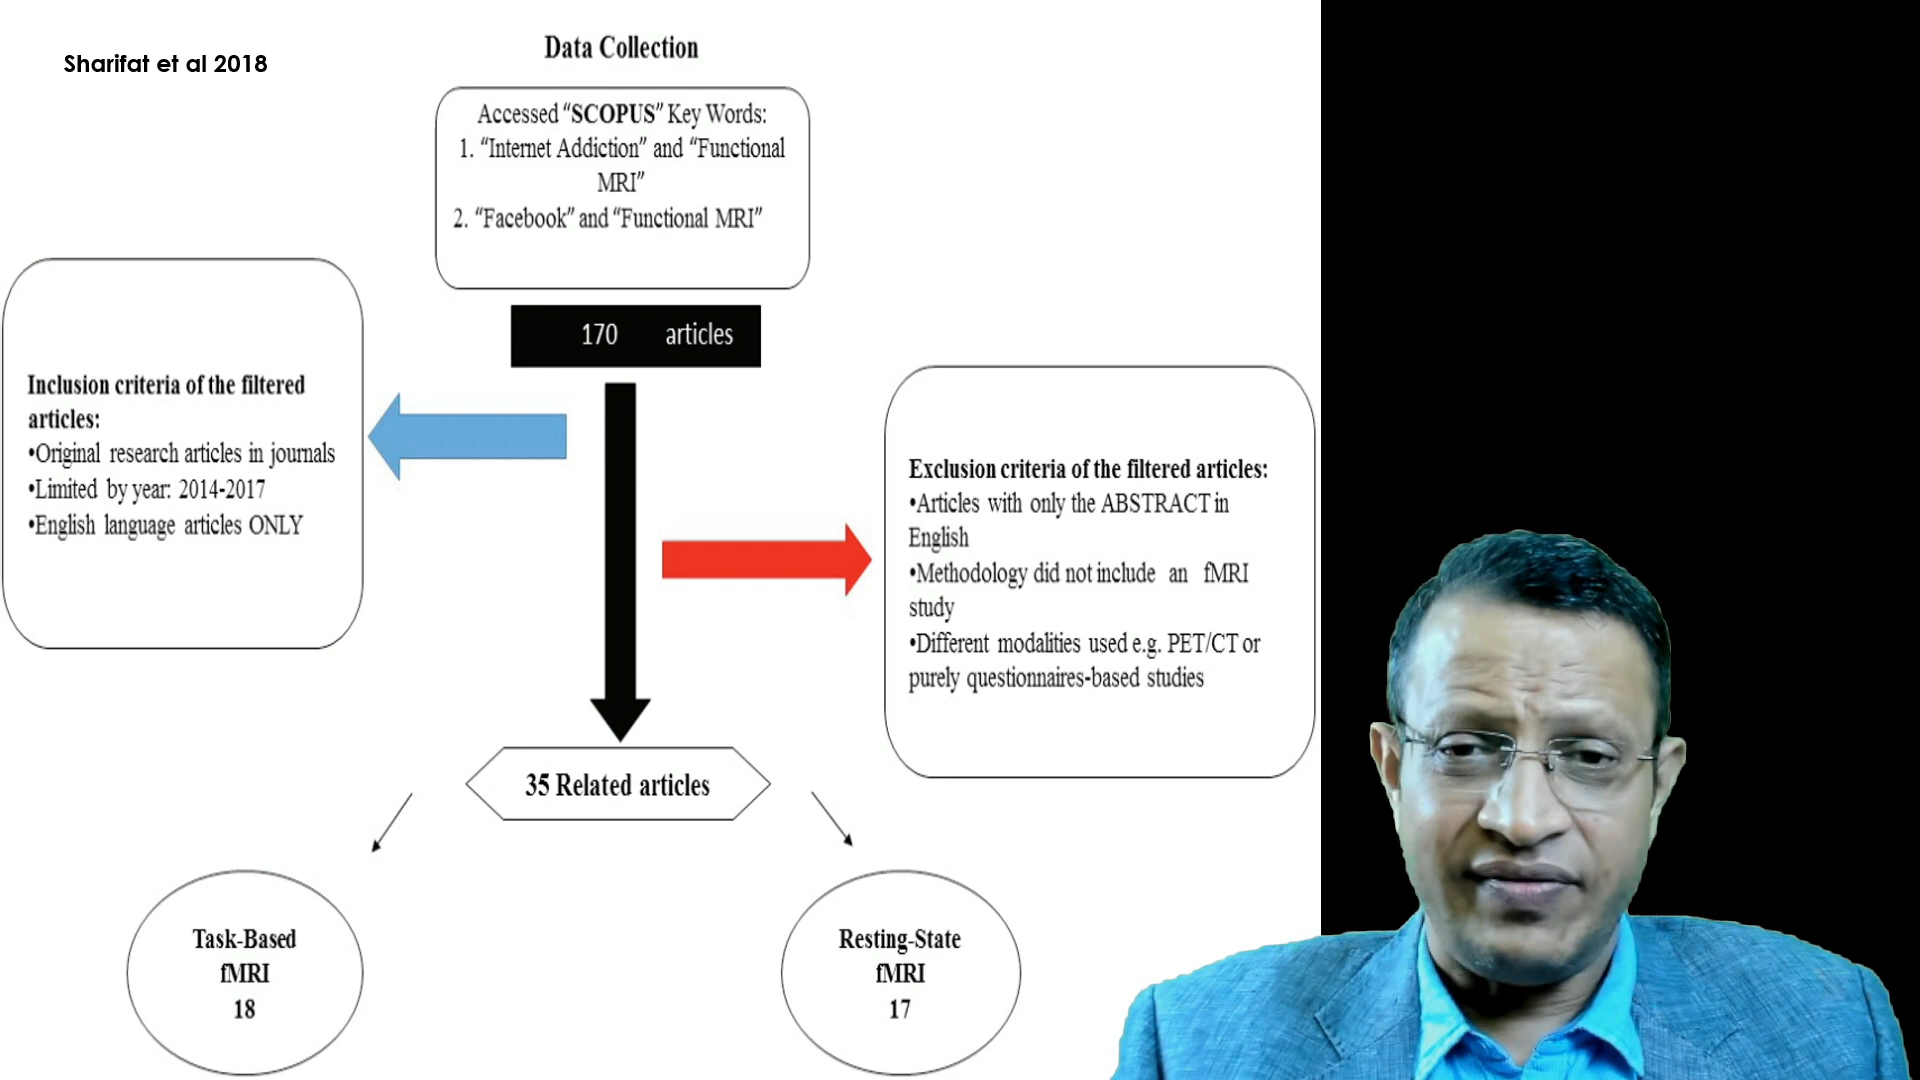 Sharifat et al 2018
Data Collection
Accessed “SCOPUS” Key Words:
1. “Internet Addiction” and “Functional
MRI”
2. “Facebook” and “Functional MRI”
170 articles
Inclusion criteria of the filtered
articles:
•Original research articles in journals
•Limited by year: 2014-2017
•English language articles ONLY
Exclusion criteria of the filtered articles:
•Articles with only the ABSTRACT in
English
•Methodology did not include an fMRI
study
•Different modalities used e.g. PET/CT or
purely questionnaires-based studies
35 Related articles
Task-Based
fMRI
18
Resting-State
fMRI
17